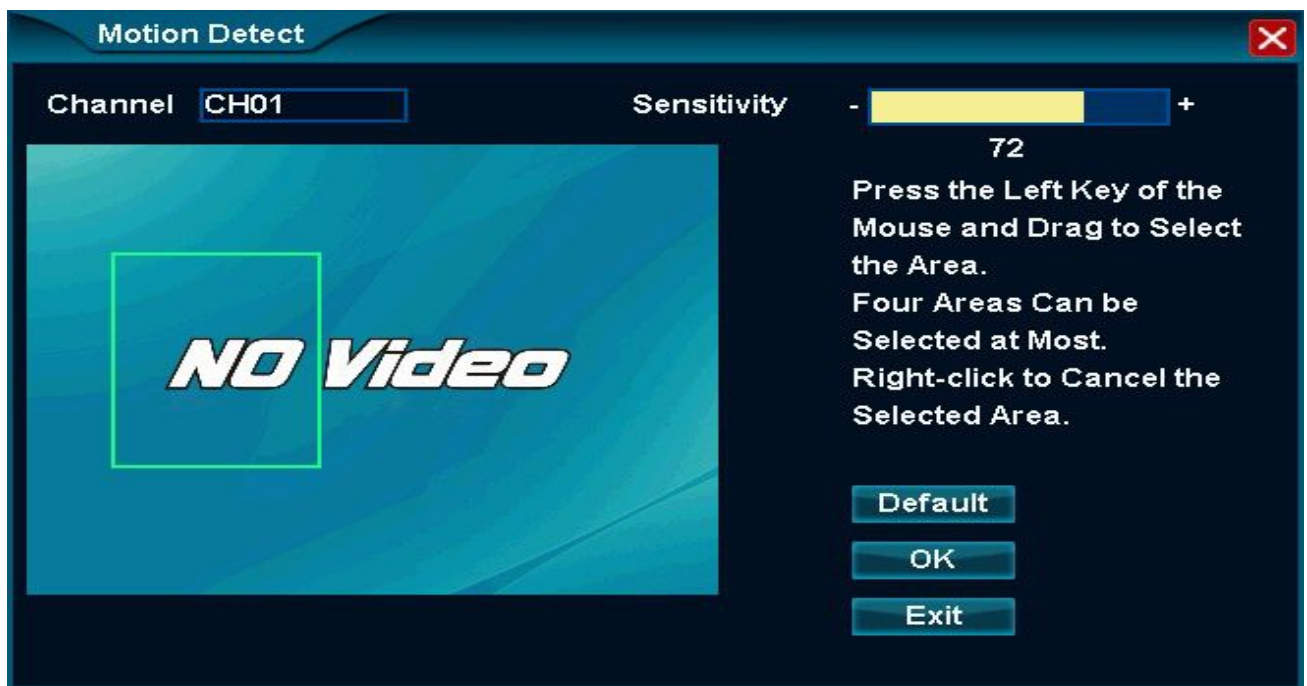 Motion Detect
Channel CH01 Sensitivity - +
72
Press the Left Key of the
Mouse and Drag to Select
the Area.
Four Areas Can be
Selected at Most.
Right-click to Cancel the
Selected Area.
NO Video
Default
OK
Exit